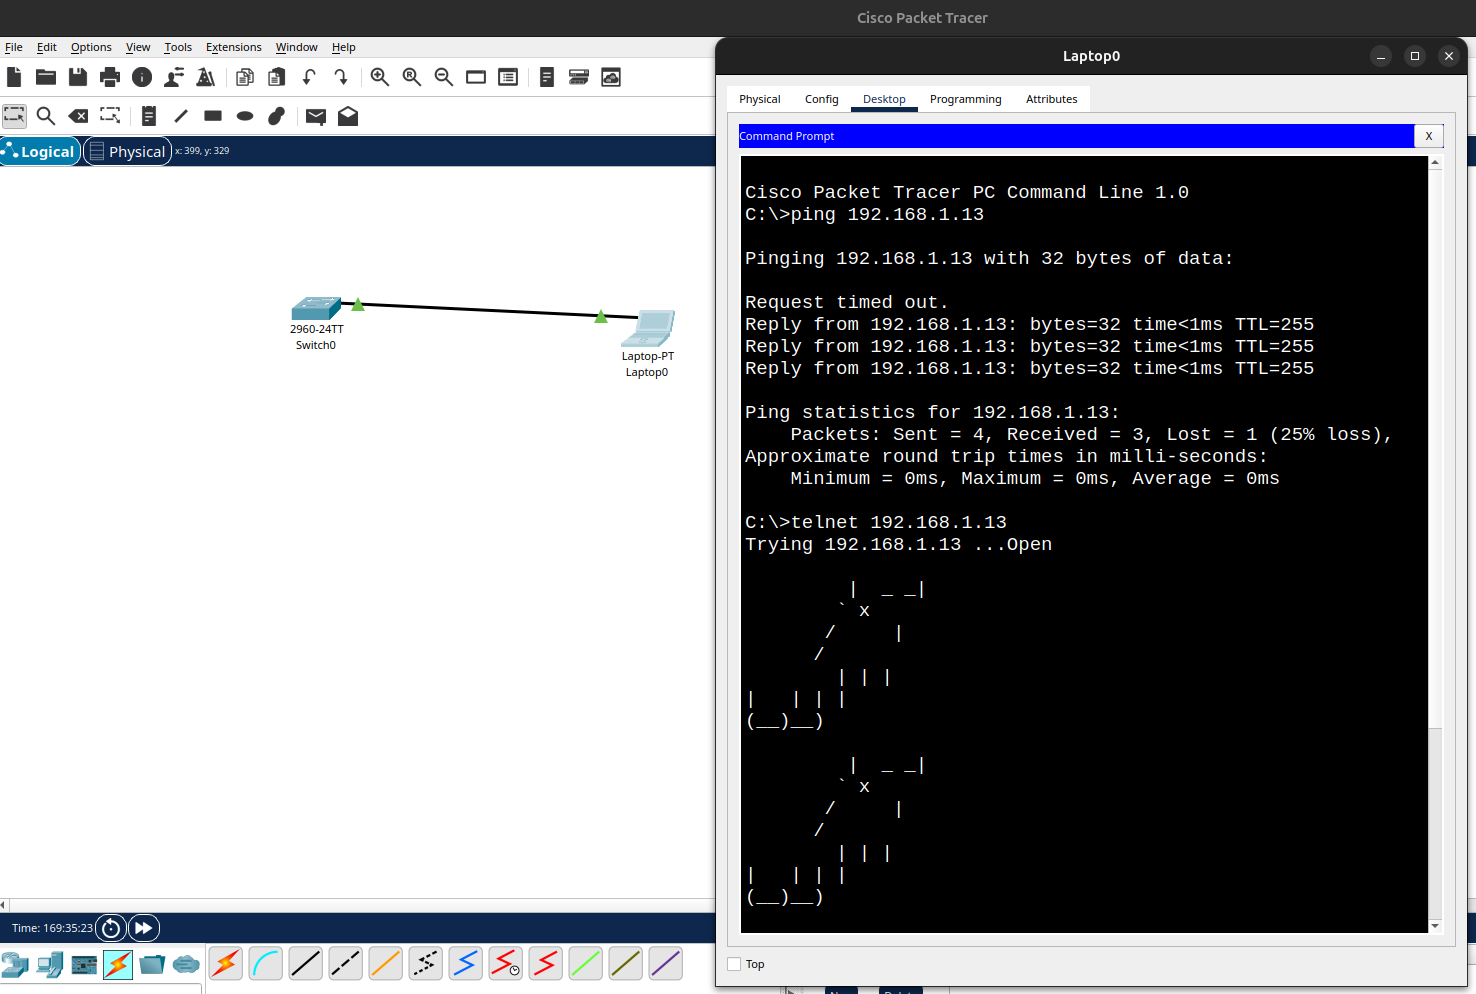 Cisco Packet Tracer
File Edit Options View Tools Extensions Window Help
Logical Physical x: 399, y: 329
2960-24TT
Switch0
Laptop-PT
Laptop0
Time: 169:35:23
Laptop0
Physical Config Desktop Programming Attributes
Command Prompt X
Cisco Packet Tracer PC Command Line 1.0
C:\>ping 192.168.1.13
Pinging 192.168.1.13 with 32 bytes of data:
Request timed out.
Reply from 192.168.1.13: bytes=32 time<1ms TTL=255
Reply from 192.168.1.13: bytes=32 time<1ms TTL=255
Reply from 192.168.1.13: bytes=32 time<1ms TTL=255
Ping statistics for 192.168.1.13:
    Packets: Sent = 4, Received = 3, Lost = 1 (25% loss),
Approximate round trip times in milli-seconds:
    Minimum = 0ms, Maximum = 0ms, Average = 0ms
C:\>telnet 192.168.1.13
Trying 192.168.1.13 ...Open
         |  _ _|
        ` x
       /     |
      /
        | | |
|   | | |
(__)__)
         |  _ _|
        ` x
       /     |
      /
        | | |
|   | | |
(__)__)
Top